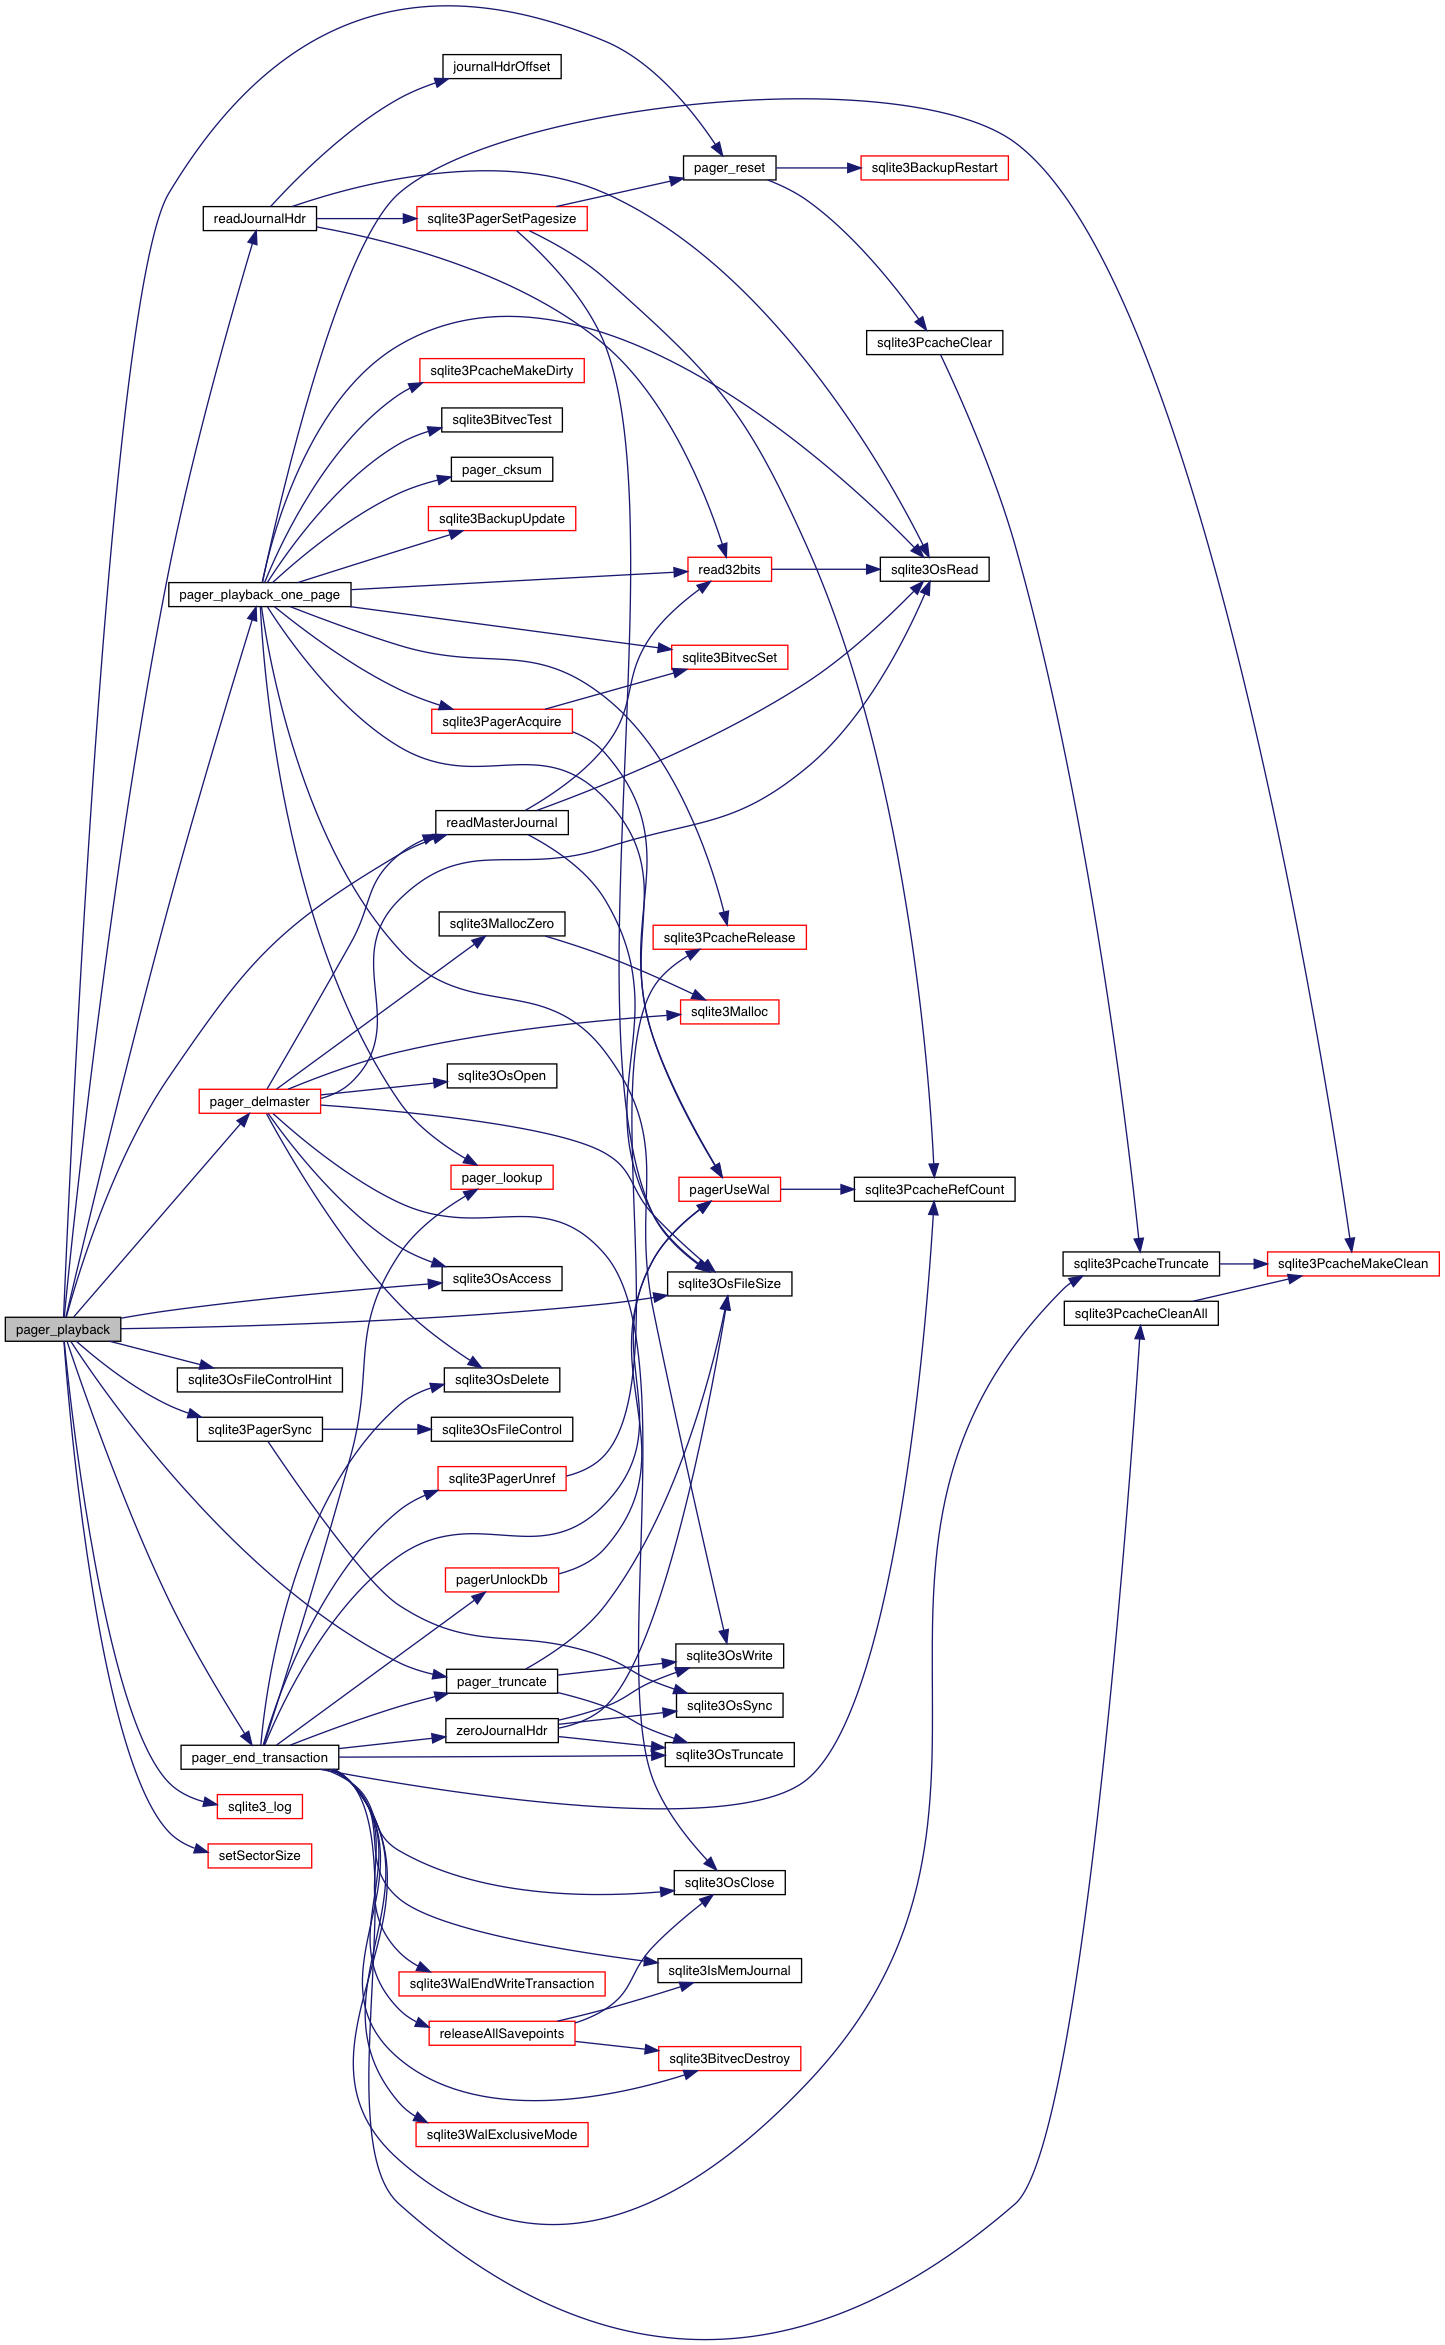 journalHdrOffset
pager_reset
sqlite3BackupRestart
readJournalHdr
sqlite3PagerSetPagesize
sqlite3PcacheClear
sqlite3PcacheMakeDirty
sqlite3BitvecTest
pager_cksum
sqlite3BackupUpdate
read32bits
sqlite3OsRead
pager_playback_one_page
sqlite3BitvecSet
sqlite3PagerAcquire
readMasterJournal
sqlite3MallocZero
sqlite3PcacheRelease
sqlite3Malloc
sqlite3OsOpen
pager_delmaster
pager_lookup
pagerUseWal
sqlite3PcacheRefCount
sqlite3PcacheTruncate
sqlite3PcacheMakeClean
sqlite3OsAccess
sqlite3OsFileSize
sqlite3PcacheCleanAll
pager_playback
sqlite3OsFileControlHint
sqlite3OsDelete
sqlite3PagerSync
sqlite3OsFileControl
sqlite3PagerUnref
pagerUnlockDb
sqlite3OsWrite
pager_truncate
sqlite3OsSync
zeroJournalHdr
sqlite3OsTruncate
pager_end_transaction
sqlite3_log
setSectorSize
sqlite3OsClose
sqlite3IsMemJournal
sqlite3WalEndWriteTransaction
releaseAllSavepoints
sqlite3BitvecDestroy
sqlite3WalExclusiveMode